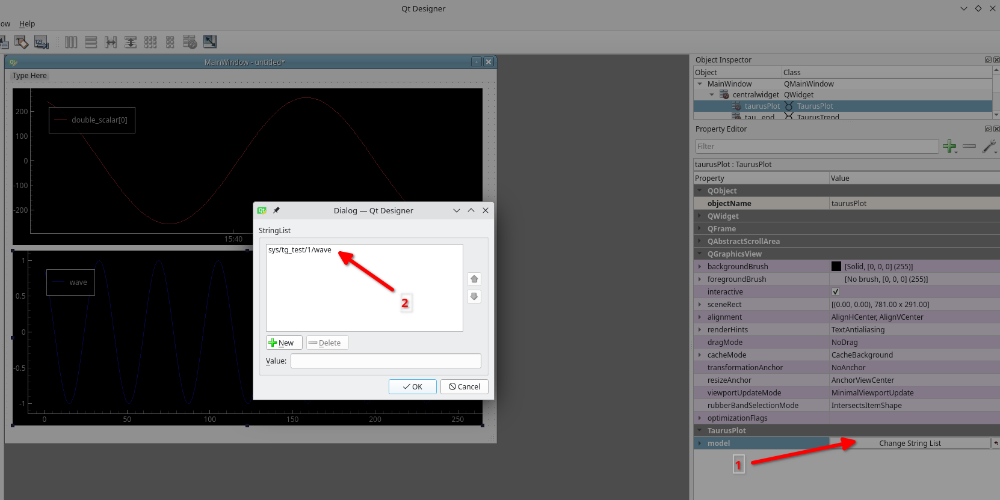 Qt Designer
ow Help
123
MainWindow - untitled*
Type Here
200
100
0
-100
-200
double_scalar[0]
15:40
1
0.5
0
-0.5
-1
wave
0 50 100 150 200 250
Dialog — Qt Designer
StringList
sys/tg_test/1/wave
2
New Delete
Value:
OK Cancel
Object Inspector
Object Class
MainWindow QMainWindow
centralwidget QWidget
taurusPlot TaurusPlot
tau...end TaurusTrend
Property Editor
Filter
taurusPlot : TaurusPlot
Property Value
QObject
objectName taurusPlot
QWidget
QFrame
QAbstractScrollArea
QGraphicsView
backgroundBrush [Solid, [0, 0, 0] (255)]
foregroundBrush [No brush, [0, 0, 0] (255)]
interactive
sceneRect [(0.00, 0.00), 781.00 x 291.00]
alignment AlignHCenter, AlignVCenter
renderHints TextAntialiasing
dragMode NoDrag
cacheMode CacheBackground
transformationAnchor NoAnchor
resizeAnchor AnchorViewCenter
viewportUpdateMode MinimalViewportUpdate
rubberBandSelectionMode IntersectsItemShape
optimizationFlags
TaurusPlot
model Change String List
1